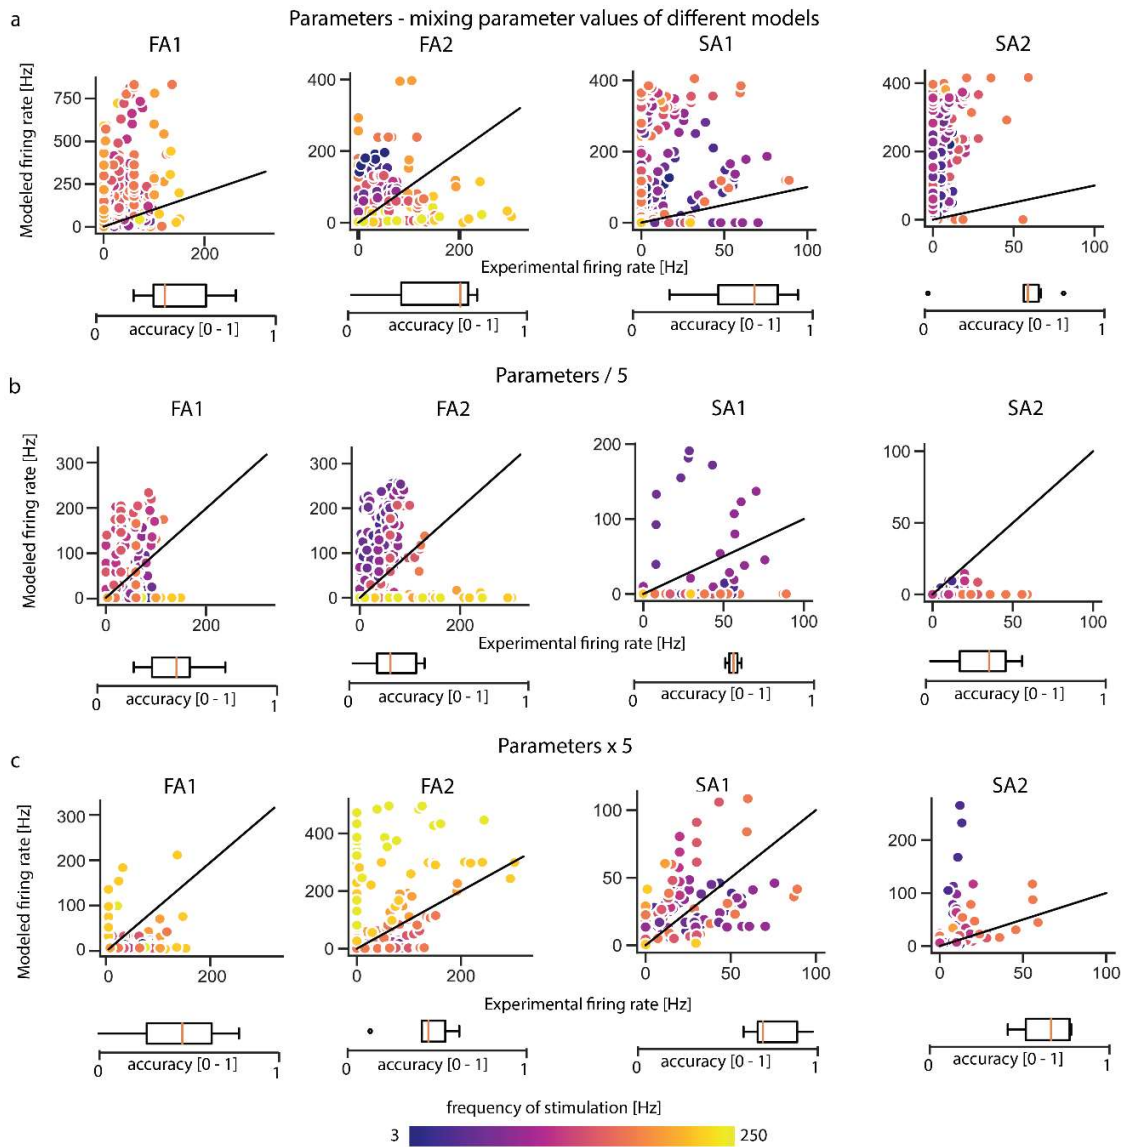 a
Parameters - mixing parameter values of different models
FA1 FA2 SA1 SA2
Modeled firing rate [Hz]
750 500 250 0
0 200
400 200 0
0 200
400 200 0
0 50 100
400 200 0
0 50 100
Experimental firing rate [Hz]
0 accuracy [0 - 1] 1
0 accuracy [0 - 1] 1
0 accuracy [0 - 1] 1
0 accuracy [0 - 1] 1
b
Parameters / 5
FA1 FA2 SA1 SA2
Modeled firing rate [Hz]
300 200 100 0
0 200
300 200 100 0
0 200
200 100 0
0 50 100
100 50 0
0 50 100
Experimental firing rate [Hz]
0 accuracy [0 - 1] 1
0 accuracy [0 - 1] 1
0 accuracy [0 - 1] 1
0 accuracy [0 - 1] 1
c
Parameters x 5
FA1 FA2 SA1 SA2
Modeled firing rate [Hz]
300 200 100 0
0 200
400 200 0
0 200
100 50 0
0 50 100
200 100 0
0 50 100
Experimental firing rate [Hz]
0 accuracy [0 - 1] 1
0 accuracy [0 - 1] 1
0 accuracy [0 - 1] 1
0 accuracy [0 - 1] 1
frequency of stimulation [Hz]
3 250